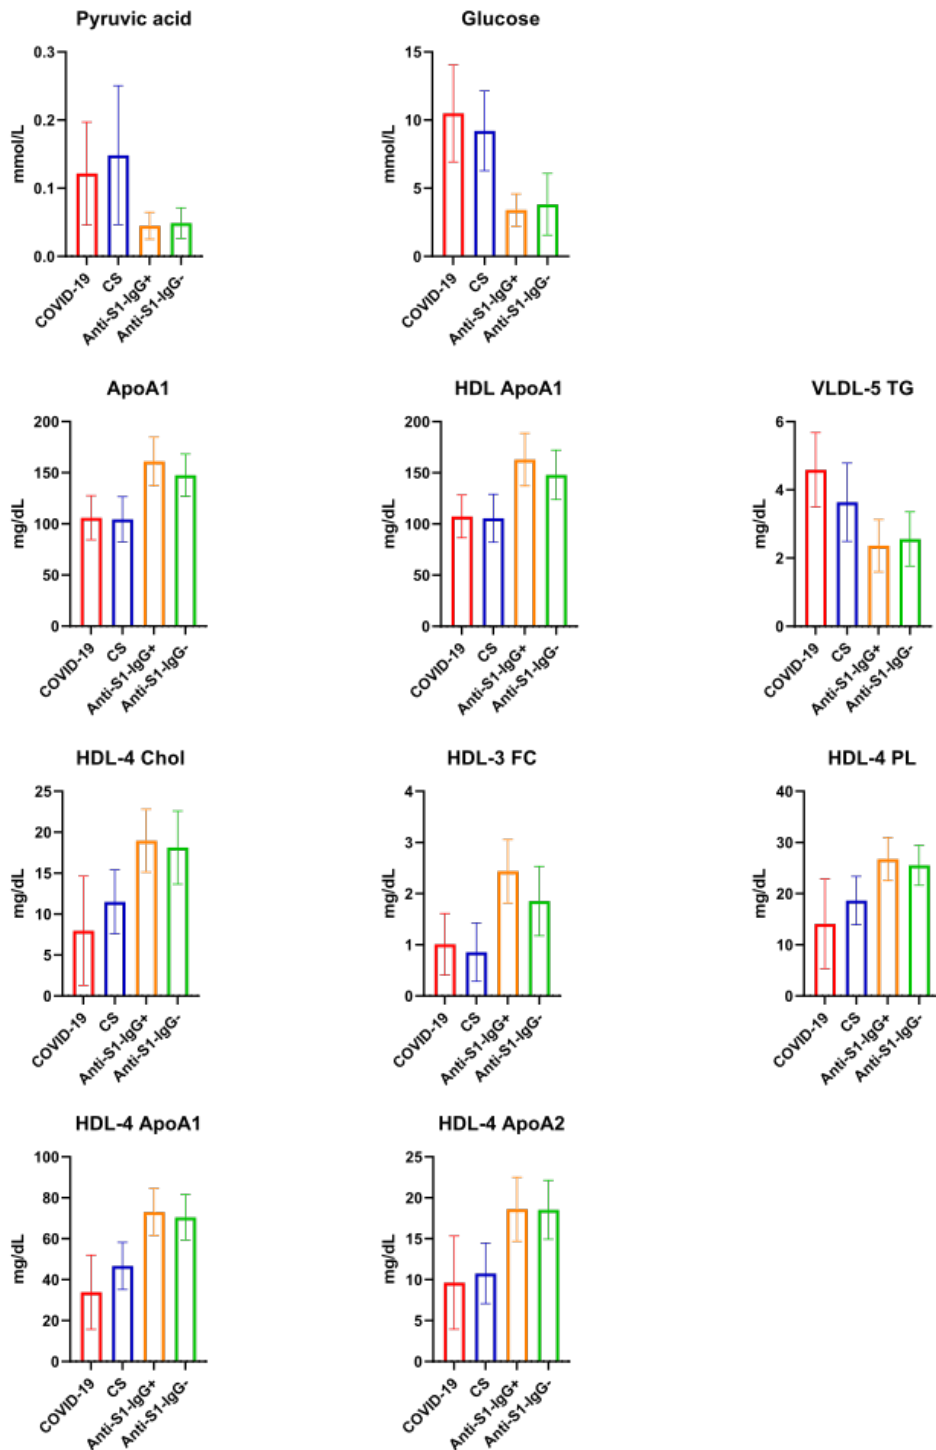 Pyruvic acid
Glucose
0.3
0.2
0.1
0.0
mmol/L
COVID-19
CS
Anti-S1-IgG+
Anti-S1-IgG-
15
10
5
0
mmol/L
COVID-19
CS
Anti-S1-IgG+
Anti-S1-IgG-
ApoA1
HDL ApoA1
VLDL-5 TG
200
150
100
50
0
mg/dL
COVID-19
CS
Anti-S1-IgG+
Anti-S1-IgG-
200
150
100
50
0
mg/dL
COVID-19
CS
Anti-S1-IgG+
Anti-S1-IgG-
6
4
2
0
mg/dL
COVID-19
CS
Anti-S1-IgG+
Anti-S1-IgG-
HDL-4 Chol
HDL-3 FC
HDL-4 PL
25
20
15
10
5
0
mg/dL
COVID-19
CS
Anti-S1-IgG+
Anti-S1-IgG-
4
3
2
1
0
mg/dL
COVID-19
CS
Anti-S1-IgG+
Anti-S1-IgG-
40
30
20
10
0
mg/dL
COVID-19
CS
Anti-S1-IgG+
Anti-S1-IgG-
HDL-4 ApoA1
HDL-4 ApoA2
100
80
60
40
20
0
mg/dL
COVID-19
CS
Anti-S1-IgG+
Anti-S1-IgG-
25
20
15
10
5
0
mg/dL
COVID-19
CS
Anti-S1-IgG+
Anti-S1-IgG-